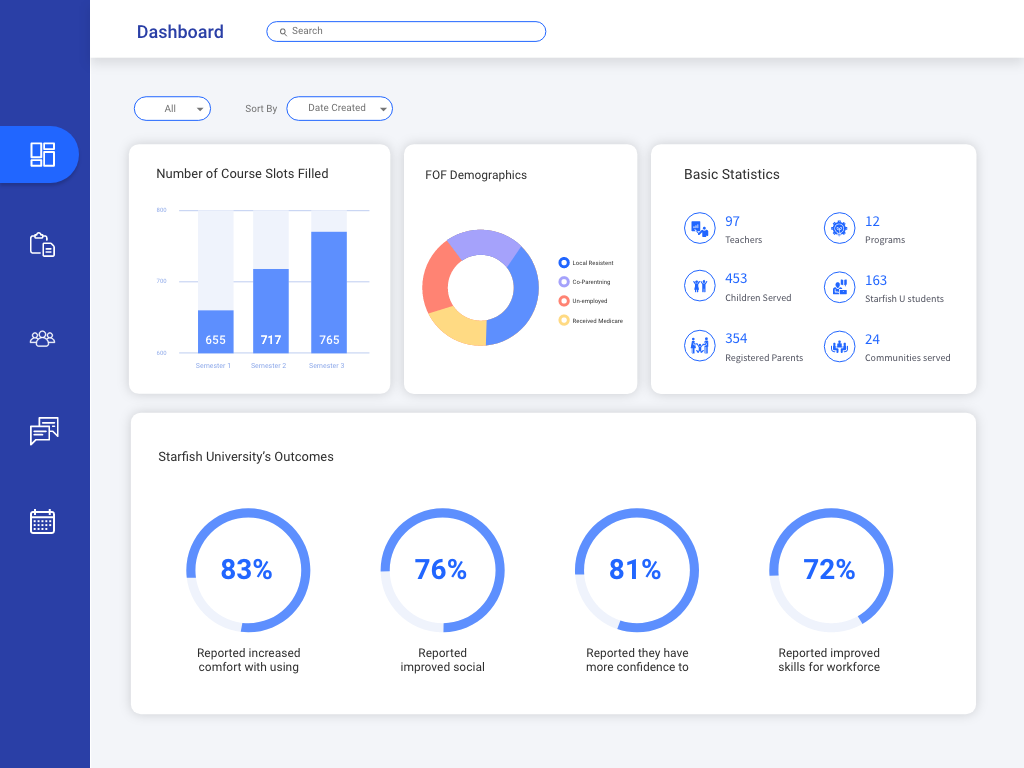 Dashboard
Search
All
Sort By
Date Created
Number of Course Slots Filled
800
700
600
655
717
765
Semester 1
Semester 2
Semester 3
FOF Demographics
Local Resistent
Co-Parentning
Un-employed
Received Medicare
Basic Statistics
97
Teachers
12
Programs
453
Children Served
163
Starfish U students
354
Registered Parents
24
Communities served
Starfish University’s Outcomes
83%
Reported increased
comfort with using
76%
Reported
improved social
81%
Reported they have
more confidence to
72%
Reported improved
skills for workforce